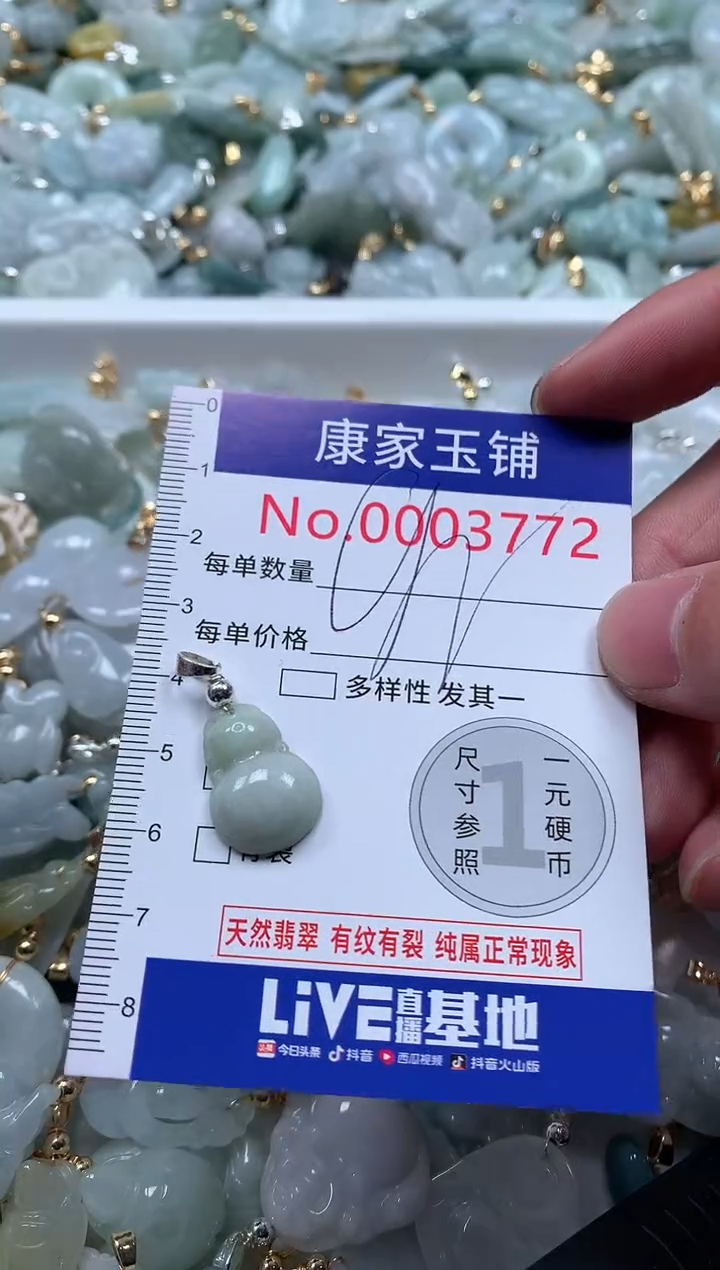 0
康家玉铺
1
No.0003772
2
每单数量
3
每单价格
4
多样性发其一
5
尺寸参照
1
一元硬币
6
7
天然翡翠 有纹有裂 纯属正常现象
8
LiVE直播基地
今日头条 抖音 西瓜视频 抖音火山版